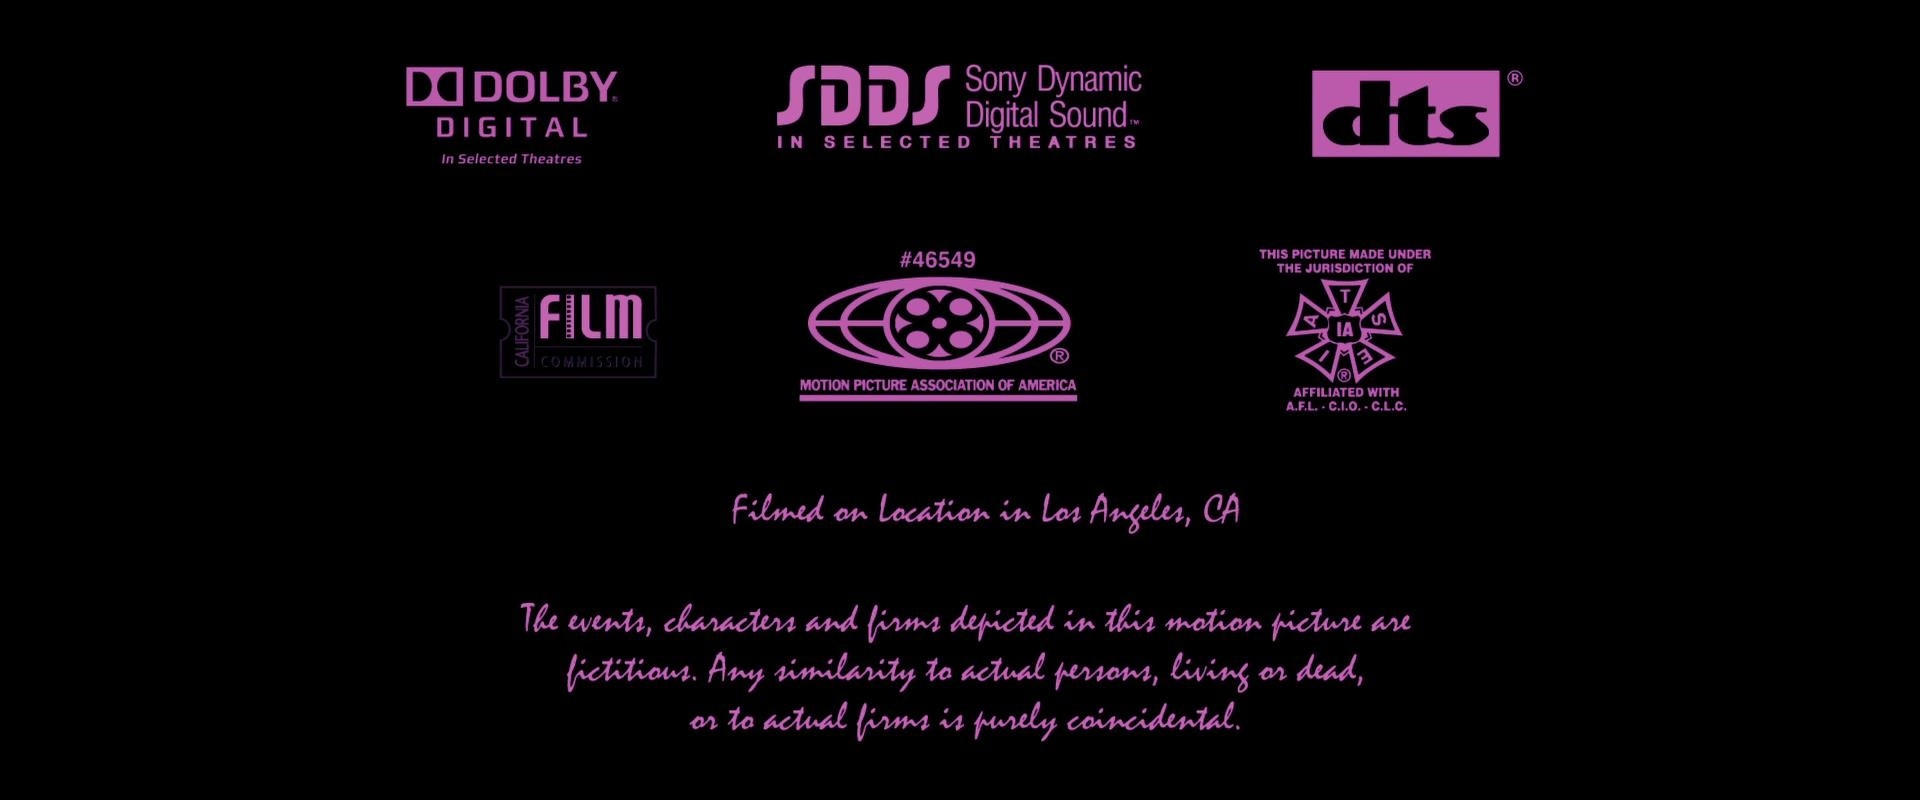 DOLBY
DIGITAL
In Selected Theatres
SDDS Sony Dynamic
Digital Sound™
IN SELECTED THEATRES
dts ®
CALIFORNIA
FILM
COMMISSION
#46549
®
MOTION PICTURE ASSOCIATION OF AMERICA
THIS PICTURE MADE UNDER
THE JURISDICTION OF
I A T S E
IA
®
AFFILIATED WITH
A.F.L. - C.I.O. - C.L.C.
Filmed on Location in Los Angeles, CA
The events, characters and firms depicted in this motion picture are
fictitious. Any similarity to actual persons, living or dead,
or to actual firms is purely coincidental.